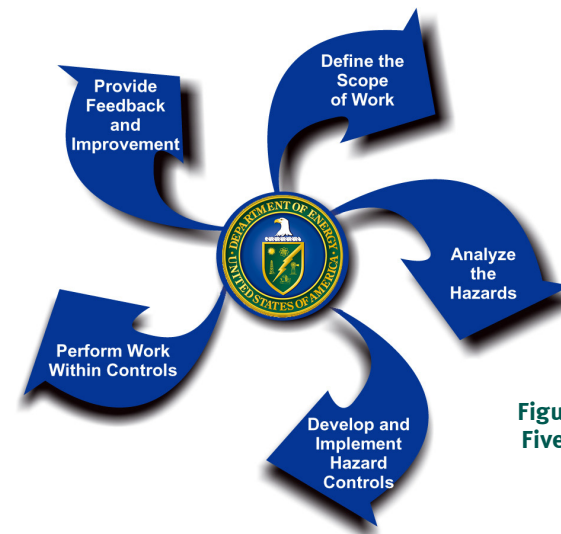 Define the
Scope
of Work
Analyze
the
Hazards
Develop and
Implement
Hazard
Controls
Perform Work
Within Controls
Provide
Feedback
and
Improvement
DEPARTMENT OF ENERGY
UNITED STATES OF AMERICA
Figu
Five